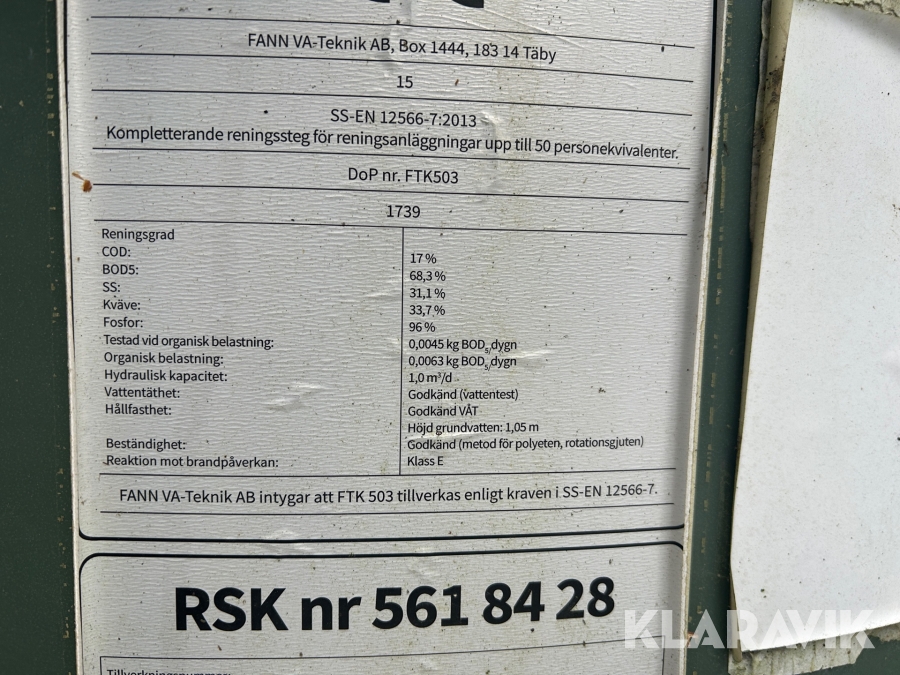 FANN VA-Teknik AB, Box 1444, 183 14 Täby
15
SS-EN 12566-7:2013
Kompletterande reningssteg för reningsanläggningar upp till 50 personekvivalenter.
DoP nr. FTK503
1739
Reningsgrad
COD: 17 %
BOD5: 68,3 %
SS: 31,1 %
Kväve: 33,7 %
Fosfor: 96 %
Testad vid organisk belastning: 0,0045 kg BOD5/dygn
Organisk belastning: 0,0063 kg BOD5/dygn
Hydraulisk kapacitet: 1,0 m³/d
Vattentäthet: Godkänd (vattentest)
Hållfasthet: Godkänd VÅT
Höjd grundvatten: 1,05 m
Beständighet: Godkänd (metod för polyeten, rotationsgjuten)
Reaktion mot brandpåverkan: Klass E
FANN VA-Teknik AB intygar att FTK 503 tillverkas enligt kraven i SS-EN 12566-7.
RSK nr 561 84 28
Tillverkningsnummer:
KLARAVIK